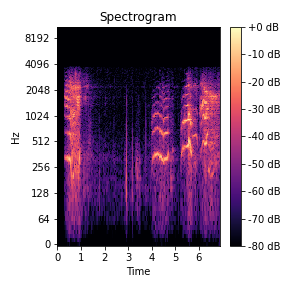 Spectrogram
+0 dB
8192
-10 dB
4096
-20 dB
2048
-30 dB
1024
-40 dB
Hz
512
-50 dB
256
128
-60 dB
64
-70 dB
0
-80 dB
0 1 2 3 4 5 6
Time